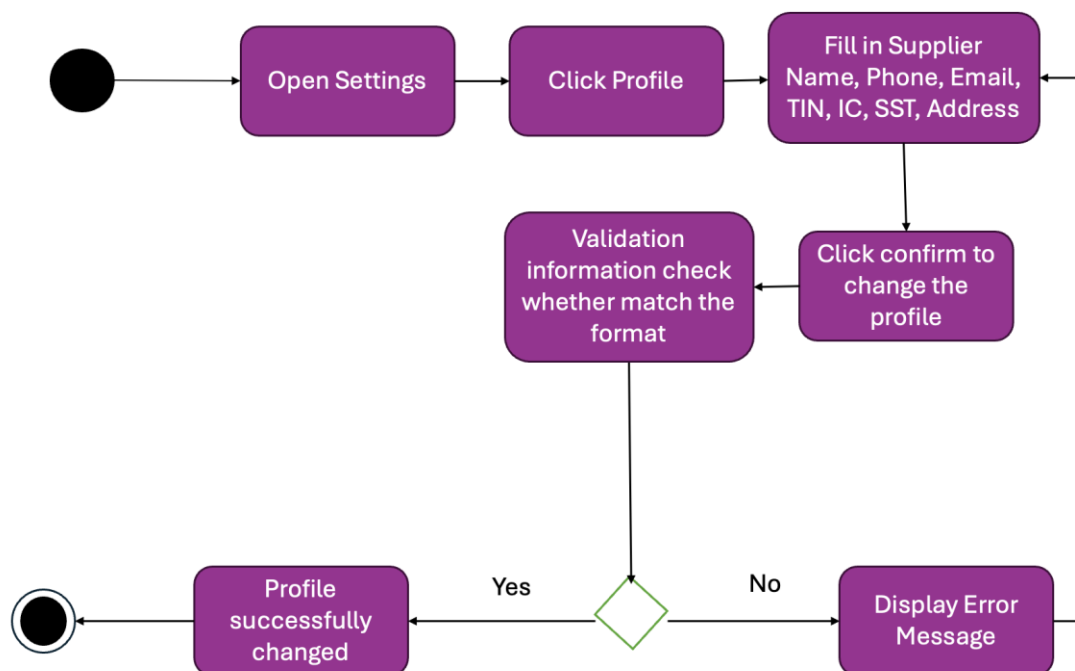 Open Settings
Click Profile
Fill in Supplier
Name, Phone, Email,
TIN, IC, SST, Address
Validation
information check
whether match the
format
Click confirm to
change the
profile
Yes
No
Profile
successfully
changed
Display Error
Message